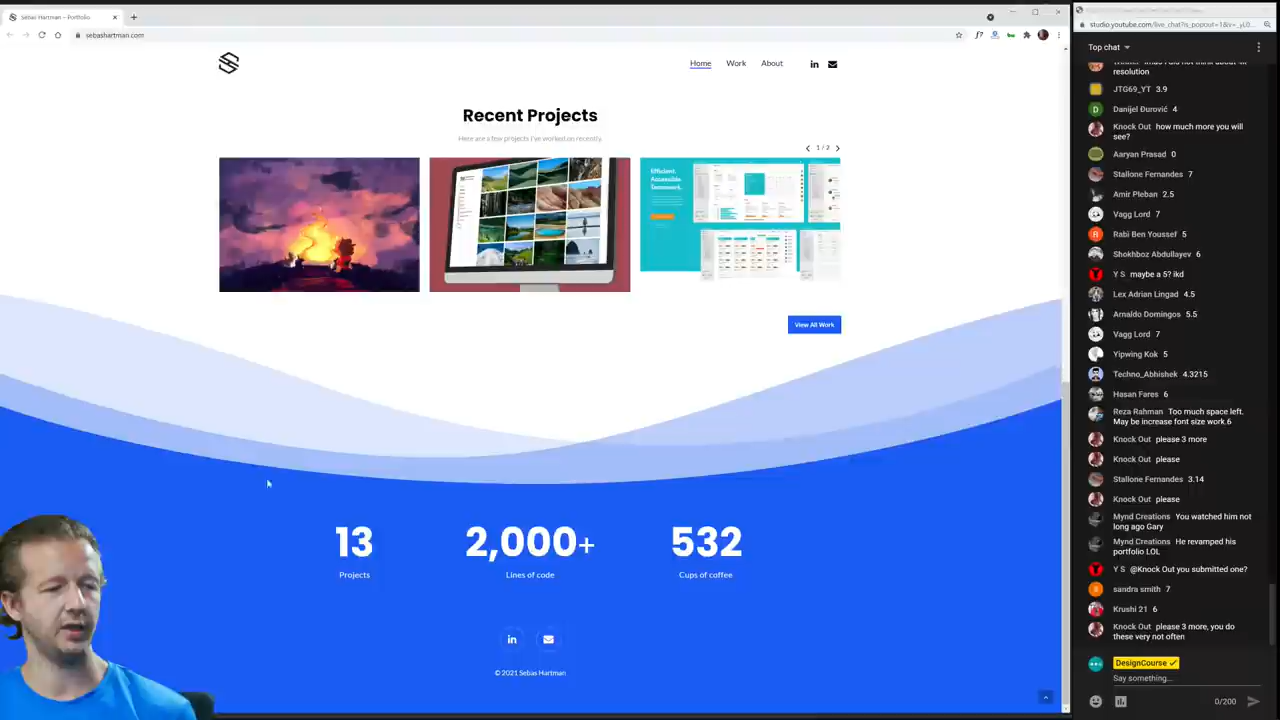 Sebas Hartman – Portfolio
sebashartman.com
Home
Work
About
Recent Projects
Here are a few projects I've worked on recently.
1 / 2
Efficient.
Accessible.
Teamwork.
View All Work
13
2,000+
532
Projects
Lines of code
Cups of coffee
© 2021 Sebas Hartman
Top chat
resolution
JTG69_YT 3.9
Danijel Đurović 4
Knock Out how much more you will
see?
Aaryan Prasad 0
Stallone Fernandes 7
Amir Pleban 2.5
Vagg Lord 7
Rabi Ben Youssef 5
Shokhboz Abdullayev 6
Y S maybe a 5? ikd
Lex Adrian Lingad 4.5
Arnaldo Domingos 5.5
Vagg Lord 7
Yipwing Kok 5
Techno_Abhishek 4.3215
Hasan Fares 6
Reza Rahman Too much space left.
May be increase font size work.6
Knock Out please 3 more
Knock Out please
Stallone Fernandes 3.14
Knock Out please
Mynd Creations You watched him not
long ago Gary
Mynd Creations He revamped his
portfolio LOL
Y S @Knock Out you submitted one?
sandra smith 7
Krushi 21 6
Knock Out please 3 more, you do
these very not often
DesignCourse
Say something...
0/200